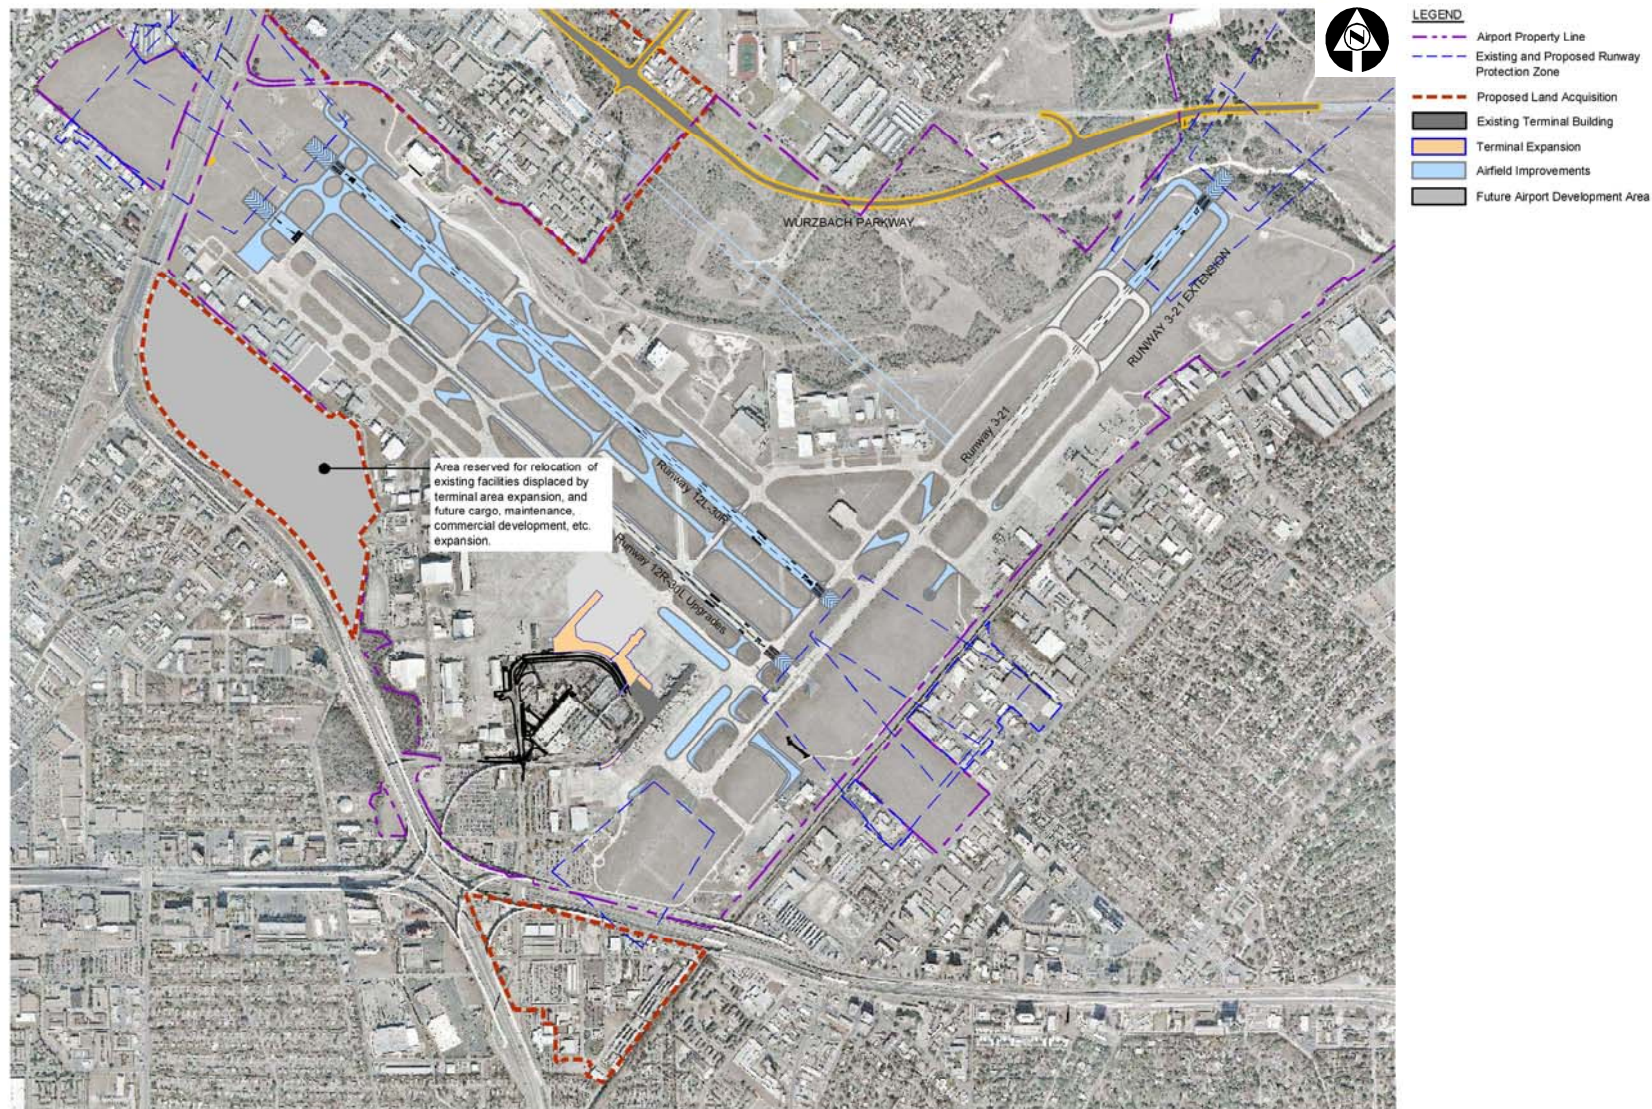 N
LEGEND
Airport Property Line
Existing and Proposed Runway
Protection Zone
Proposed Land Acquisition
Existing Terminal Building
Terminal Expansion
Airfield Improvements
Future Airport Development Area
WURZBACH PARKWAY
RUNWAY 3-21 EXTENSION
Runway 3-21
Runway 12L-30R
Runway 12R-30L Upgrades
Area reserved for relocation of
existing facilities displaced by
terminal area expansion, and
future cargo, maintenance,
commercial development, etc.
expansion.